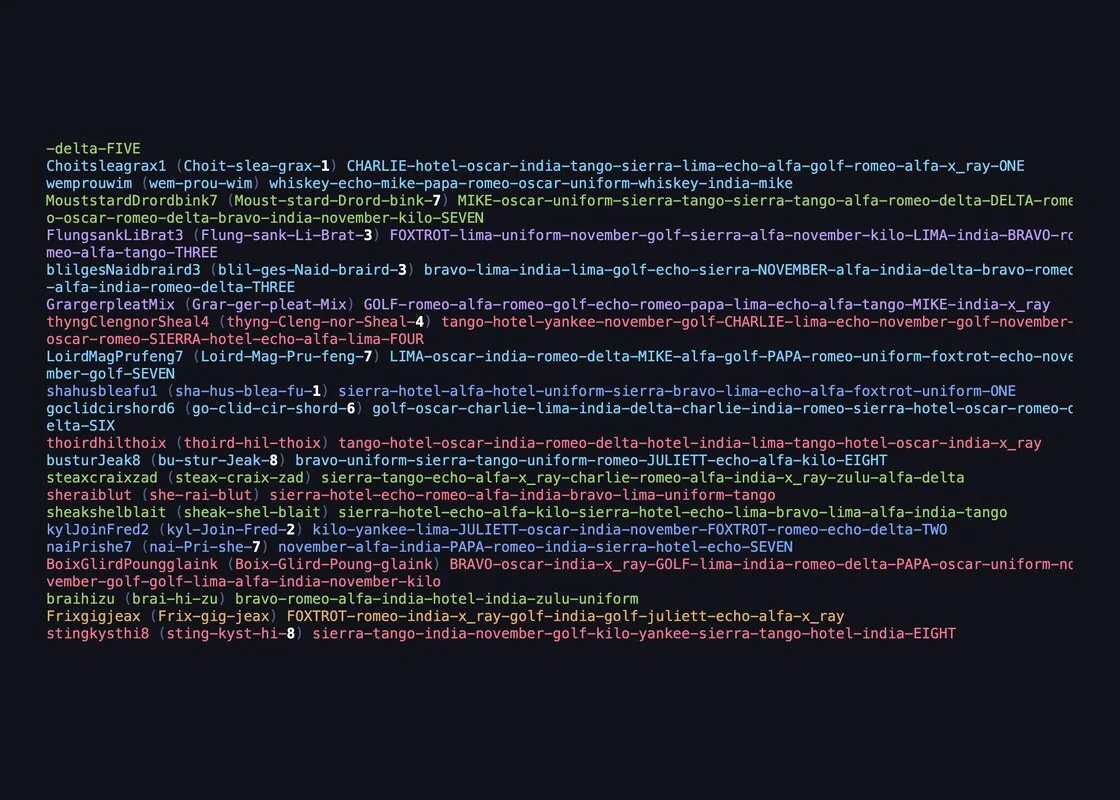 -delta-FIVE
Choitsleagrax1 (Choit-slea-grax-1) CHARLIE-hotel-oscar-india-tango-sierra-lima-echo-alfa-golf-romeo-alfa-x_ray-ONE
wemprouwim (wem-prou-wim) whiskey-echo-mike-papa-romeo-oscar-uniform-whiskey-india-mike
MouststardDrordbink7 (Moust-stard-Drord-bink-7) MIKE-oscar-uniform-sierra-tango-sierra-tango-alfa-romeo-delta-DELTA-rome
o-oscar-romeo-delta-bravo-india-november-kilo-SEVEN
FlungsankLiBrat3 (Flung-sank-Li-Brat-3) FOXTROT-lima-uniform-november-golf-sierra-alfa-november-kilo-LIMA-india-BRAVO-ro
meo-alfa-tango-THREE
blilgesNaidbraird3 (blil-ges-Naid-braird-3) bravo-lima-india-lima-golf-echo-sierra-NOVEMBER-alfa-india-delta-bravo-romeo
-alfa-india-romeo-delta-THREE
GrargerpleatMix (Grar-ger-pleat-Mix) GOLF-romeo-alfa-romeo-golf-echo-romeo-papa-lima-echo-alfa-tango-MIKE-india-x_ray
thyngClengnorSheal4 (thyng-Cleng-nor-Sheal-4) tango-hotel-yankee-november-golf-CHARLIE-lima-echo-november-golf-november-
oscar-romeo-SIERRA-hotel-echo-alfa-lima-FOUR
LoirdMagPrufeng7 (Loird-Mag-Pru-feng-7) LIMA-oscar-india-romeo-delta-MIKE-alfa-golf-PAPA-romeo-uniform-foxtrot-echo-nove
mber-golf-SEVEN
shahusbleafu1 (sha-hus-blea-fu-1) sierra-hotel-alfa-hotel-uniform-sierra-bravo-lima-echo-alfa-foxtrot-uniform-ONE
goclidcirshord6 (go-clid-cir-shord-6) golf-oscar-charlie-lima-india-delta-charlie-india-romeo-sierra-hotel-oscar-romeo-d
elta-SIX
thoirdhilthoix (thoird-hil-thoix) tango-hotel-oscar-india-romeo-delta-hotel-india-lima-tango-hotel-oscar-india-x_ray
busturJeak8 (bu-stur-Jeak-8) bravo-uniform-sierra-tango-uniform-romeo-JULIETT-echo-alfa-kilo-EIGHT
steaxcraixzad (steax-craix-zad) sierra-tango-echo-alfa-x_ray-charlie-romeo-alfa-india-x_ray-zulu-alfa-delta
sheraiblut (she-rai-blut) sierra-hotel-echo-romeo-alfa-india-bravo-lima-uniform-tango
sheakshelblait (sheak-shel-blait) sierra-hotel-echo-alfa-kilo-sierra-hotel-echo-lima-bravo-lima-alfa-india-tango
kylJoinFred2 (kyl-Join-Fred-2) kilo-yankee-lima-JULIETT-oscar-india-november-FOXTROT-romeo-echo-delta-TWO
naiPrishe7 (nai-Pri-she-7) november-alfa-india-PAPA-romeo-india-sierra-hotel-echo-SEVEN
BoixGlirdPoungglaink (Boix-Glird-Poung-glaink) BRAVO-oscar-india-x_ray-GOLF-lima-india-romeo-delta-PAPA-oscar-uniform-no
vember-golf-golf-lima-alfa-india-november-kilo
braihizu (brai-hi-zu) bravo-romeo-alfa-india-hotel-india-zulu-uniform
Frixgigjeax (Frix-gig-jeax) FOXTROT-romeo-india-x_ray-golf-india-golf-juliett-echo-alfa-x_ray
stingkysthi8 (sting-kyst-hi-8) sierra-tango-india-november-golf-kilo-yankee-sierra-tango-hotel-india-EIGHT